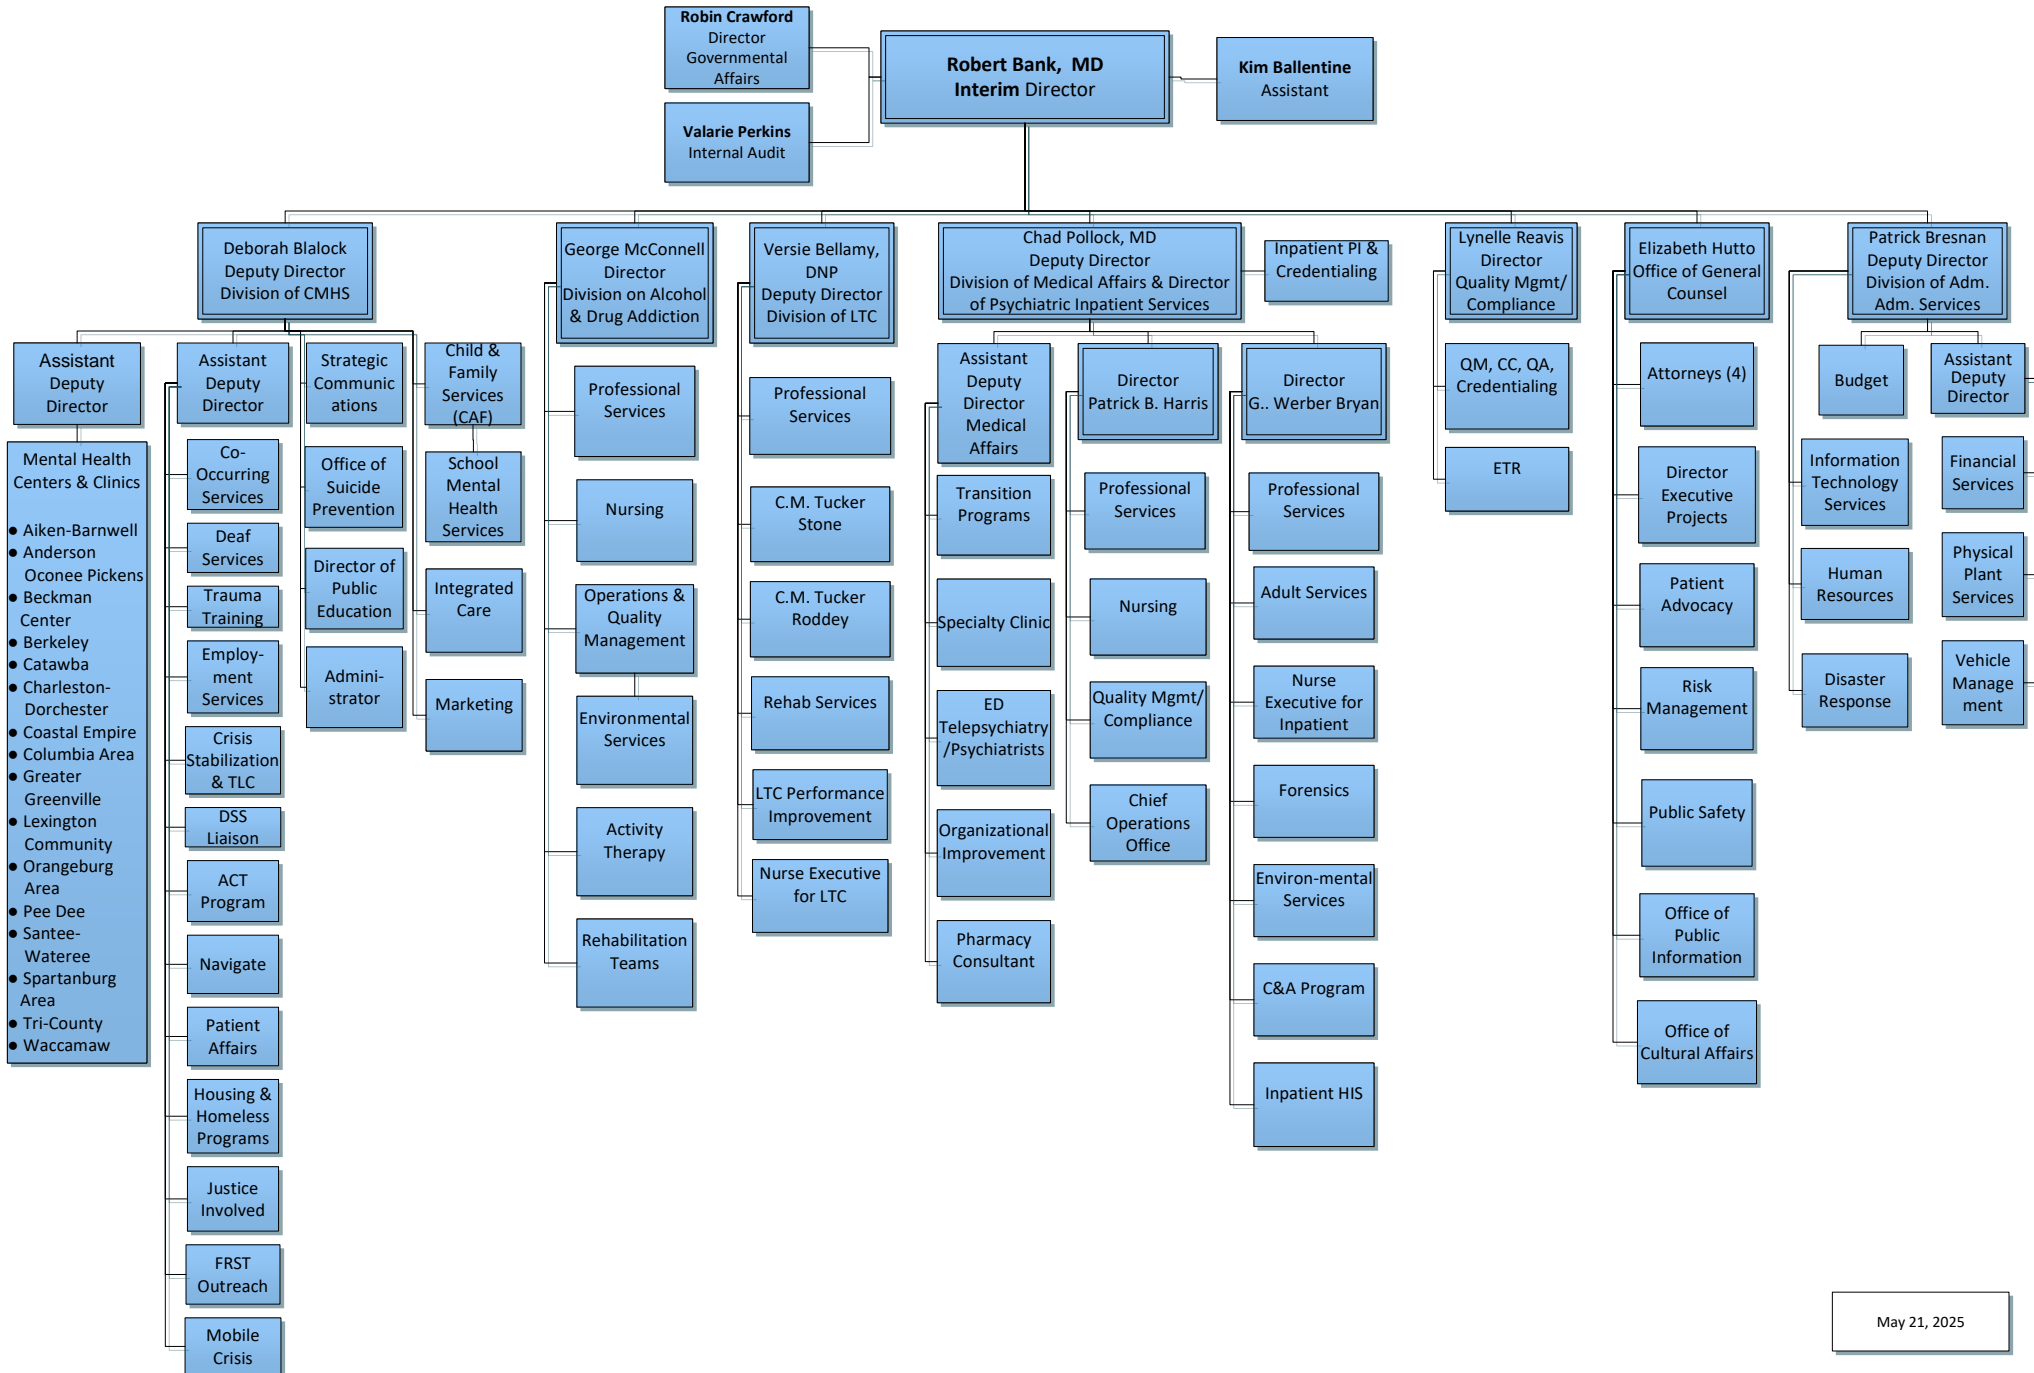 Robin Crawford
Director
Governmental
Affairs
Robert Bank, MD
Interim Director
Kim Ballentine
Assistant
Valarie Perkins
Internal Audit
Deborah Blalock
Deputy Director
Division of CMHS
George McConnell
Director
Division on Alcohol
& Drug Addiction
Versie Bellamy,
DNP
Deputy Director
Division of LTC
Chad Pollock, MD
Deputy Director
Division of Medical Affairs & Director
of Psychiatric Inpatient Services
Inpatient PI &
Credentialing
Lynelle Reavis
Director
Quality Mgmt/
Compliance
Elizabeth Hutto
Office of General
Counsel
Patrick Bresnan
Deputy Director
Division of Adm.
Adm. Services
Assistant
Deputy
Director
Mental Health
Centers & Clinics
● Aiken-Barnwell
● Anderson
Oconee Pickens
● Beckman
Center
● Berkeley
● Catawba
● Charleston-
Dorchester
● Coastal Empire
● Columbia Area
● Greater
Greenville
● Lexington
Community
● Orangeburg
Area
● Pee Dee
● Santee-
Wateree
● Spartanburg
Area
● Tri-County
● Waccamaw
Assistant
Deputy
Director
Co-
Occurring
Services
Deaf
Services
Trauma
Training
Employ-
ment
Services
Crisis
Stabilization
& TLC
DSS
Liaison
ACT
Program
Navigate
Patient
Affairs
Housing &
Homeless
Programs
Justice
Involved
FRST
Outreach
Mobile
Crisis
Strategic
Communic
ations
Office of
Suicide
Prevention
Director of
Public
Education
Admini-
strator
Child &
Family
Services
(CAF)
School
Mental
Health
Services
Integrated
Care
Marketing
Professional
Services
Nursing
Operations &
Quality
Management
Environmental
Services
Activity
Therapy
Rehabilitation
Teams
Professional
Services
C.M. Tucker
Stone
C.M. Tucker
Roddey
Rehab Services
LTC Performance
Improvement
Nurse Executive
for LTC
Assistant
Deputy
Director
Medical
Affairs
Transition
Programs
Specialty Clinic
ED
Telepsychiatry
/Psychiatrists
Organizational
Improvement
Pharmacy
Consultant
Director
Patrick B. Harris
Professional
Services
Nursing
Quality Mgmt/
Compliance
Chief
Operations
Office
Director
G.. Werber Bryan
Professional
Services
Adult Services
Nurse
Executive for
Inpatient
Forensics
Environ-mental
Services
C&A Program
Inpatient HIS
QM, CC, QA,
Credentialing
ETR
Attorneys (4)
Director
Executive
Projects
Patient
Advocacy
Risk
Management
Public Safety
Office of
Public
Information
Office of
Cultural Affairs
Budget
Information
Technology
Services
Human
Resources
Disaster
Response
Assistant
Deputy
Director
Financial
Services
Physical
Plant
Services
Vehicle
Manage
ment
May 21, 2025